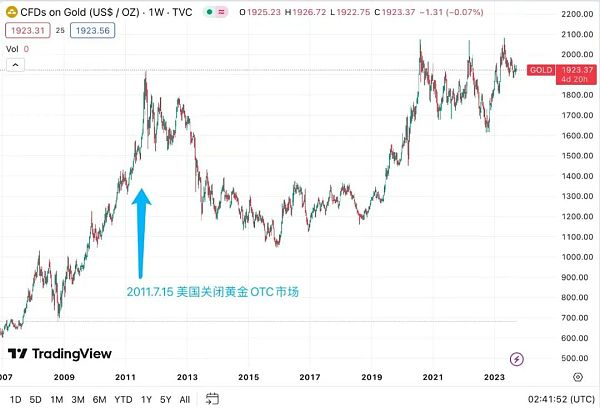 CFDs on Gold (US$ / OZ) · 1W · TVC O1925.23 H1926.72 L1922.75 C1923.37 −1.31 (−0.07%)
1923.31 25 1923.56
Vol 0
2200.00
2100.00
2000.00
GOLD 1923.37
4d 20h
1800.00
1700.00
1600.00
1500.00
1400.00
1300.00
1200.00
1100.00
1000.00
900.00
800.00
700.00
600.00
500.00
2011.7.15 美国关闭黄金OTC市场
TradingView
007 2009 2011 2013 2015 2017 2019 2021 2023
1D 5D 1M 3M 6M YTD 1Y 5Y All 02:41:52 (UTC)